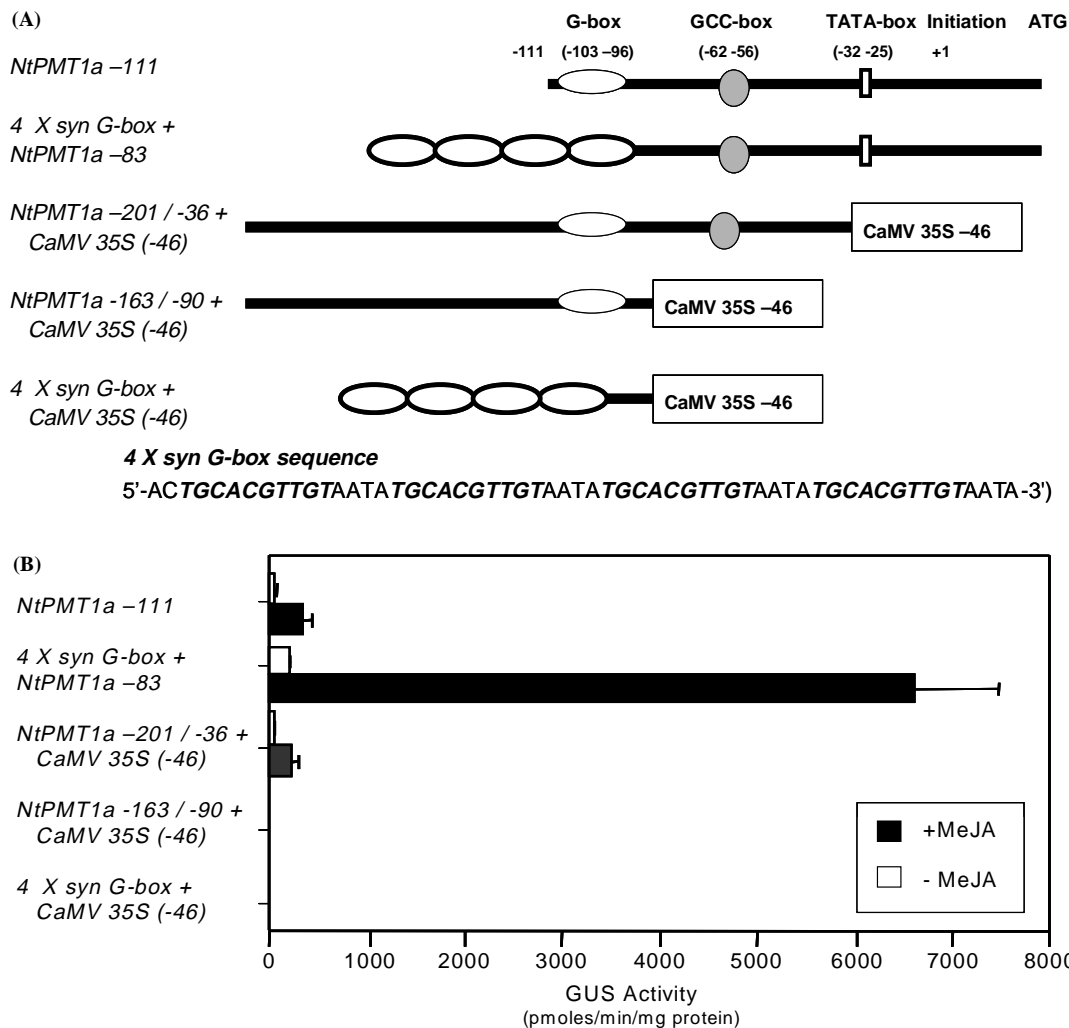 (A)
G-box GCC-box TATA-box Initiation ATG
-111 (-103 –96) (-62 -56) (-32 -25) +1
NtPMT1a –111
4 X syn G-box +
NtPMT1a –83
NtPMT1a –201 / -36 +
CaMV 35S (-46)
CaMV 35S –46
NtPMT1a -163 / -90 +
CaMV 35S (-46)
CaMV 35S –46
4 X syn G-box +
CaMV 35S (-46)
CaMV 35S –46
4 X syn G-box sequence
5'-ACTGCACGTTGTAATATGCACGTTGTAATATGCACGTTGTAATATGCACGTTGTAATA-3')
(B)
NtPMT1a –111
4 X syn G-box +
NtPMT1a –83
NtPMT1a –201 / -36 +
CaMV 35S (-46)
NtPMT1a -163 / -90 +
CaMV 35S (-46)
4 X syn G-box +
CaMV 35S (-46)
+MeJA
- MeJA
0 1000 2000 3000 4000 5000 6000 7000 8000
GUS Activity
(pmoles/min/mg protein)